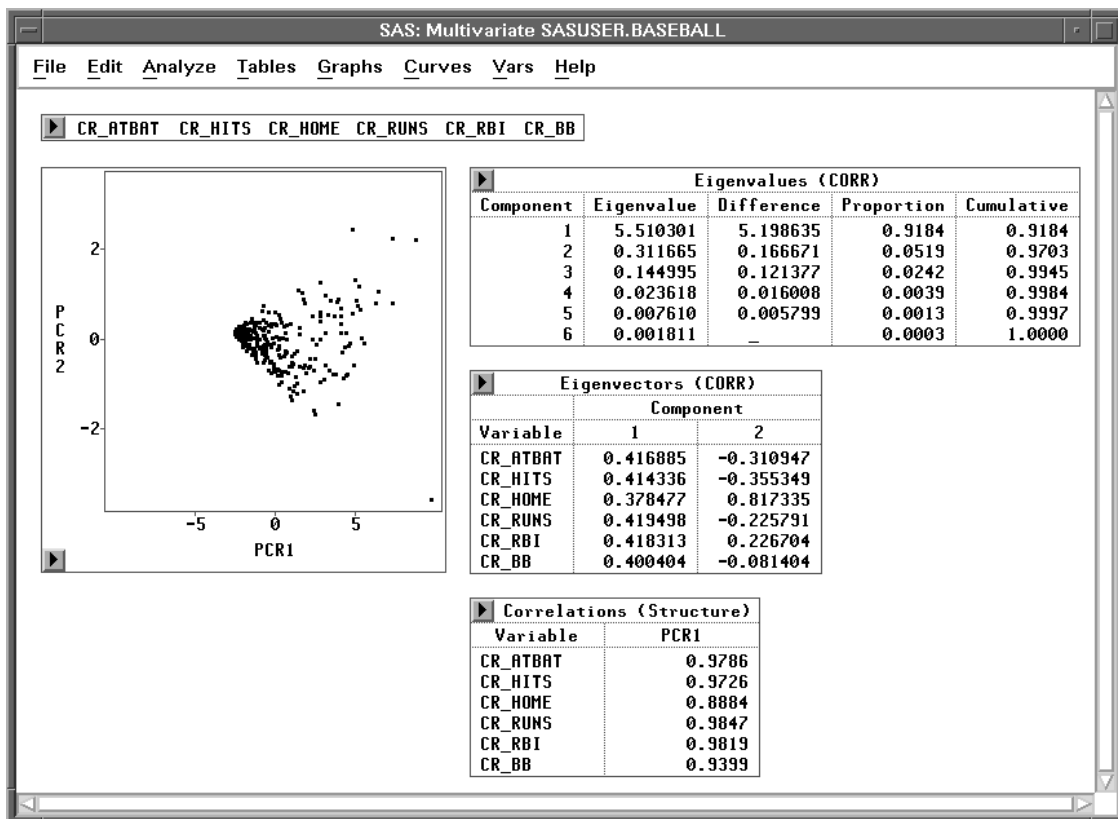 SAS: Multivariate SASUSER.BASEBALL
File Edit Analyze Tables Graphs Curves Vars Help
CR_ATBAT CR_HITS CR_HOME CR_RUNS CR_RBI CR_BB
2
0
-2
PCR2
-5 0 5
PCR1
Eigenvalues (CORR)
Component Eigenvalue Difference Proportion Cumulative
1 5.510301 5.198635 0.9184 0.9184
2 0.311665 0.166671 0.0519 0.9703
3 0.144995 0.121377 0.0242 0.9945
4 0.023618 0.016008 0.0039 0.9984
5 0.007610 0.005799 0.0013 0.9997
6 0.001811 _ 0.0003 1.0000
Eigenvectors (CORR)
Component
Variable 1 2
CR_ATBAT 0.416885 -0.310947
CR_HITS 0.414336 -0.355349
CR_HOME 0.378477 0.817335
CR_RUNS 0.419498 -0.225791
CR_RBI 0.418313 0.226704
CR_BB 0.400404 -0.081404
Correlations (Structure)
Variable PCR1
CR_ATBAT 0.9786
CR_HITS 0.9726
CR_HOME 0.8884
CR_RUNS 0.9847
CR_RBI 0.9819
CR_BB 0.9399